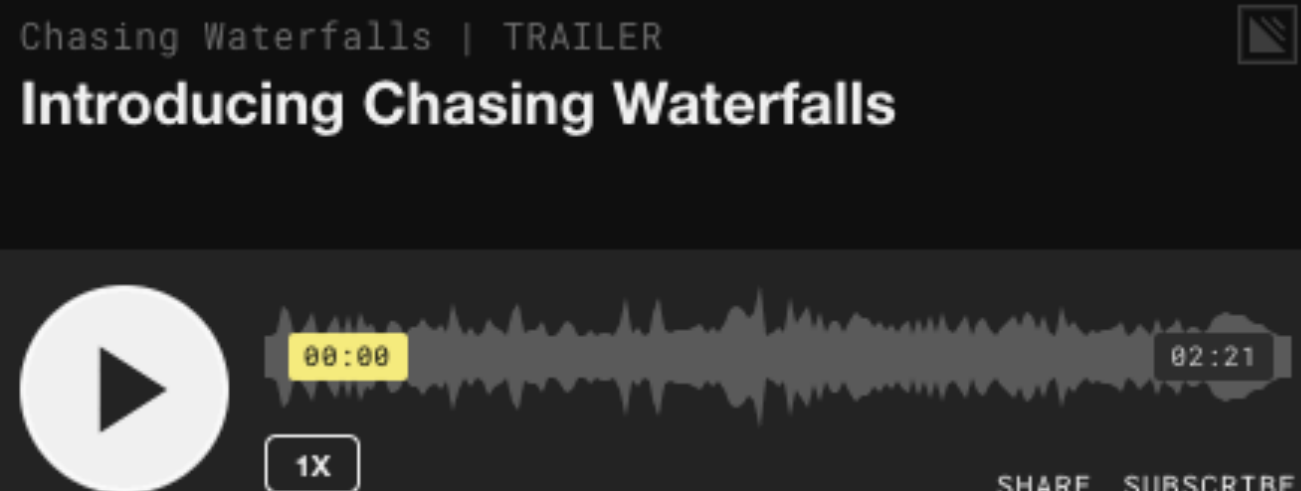 Chasing Waterfalls | TRAILER
Introducing Chasing Waterfalls
00:00
02:21
1X
SHARE SUBSCRIBE